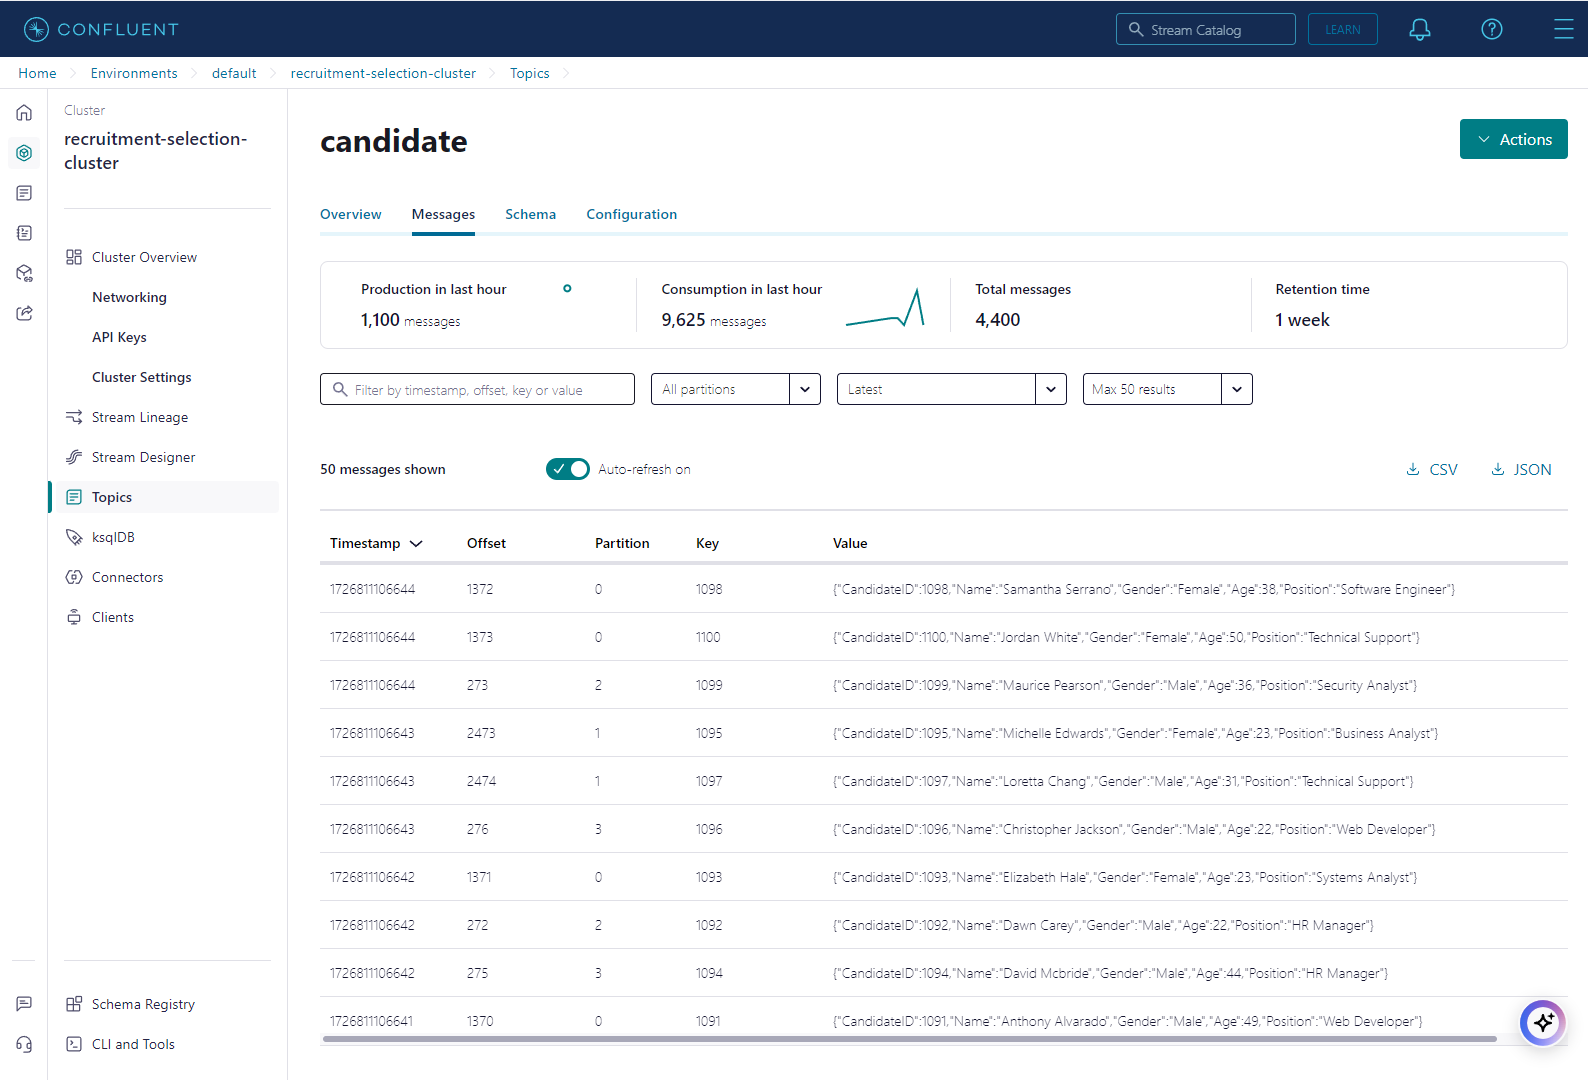 CONFLUENT
Stream Catalog
LEARN
Home Environments default recruitment-selection-cluster Topics
Cluster
recruitment-selection-
cluster
Cluster Overview
Networking
API Keys
Cluster Settings
Stream Lineage
Stream Designer
Topics
ksqlDB
Connectors
Clients
Schema Registry
CLI and Tools
candidate
Actions
Overview Messages Schema Configuration
Production in last hour
1,100 messages
Consumption in last hour
9,625 messages
Total messages
4,400
Retention time
1 week
Filter by timestamp, offset, key or value
All partitions
Latest
Max 50 results
50 messages shown
Auto-refresh on
CSV
JSON
Timestamp Offset Partition Key Value
1726811106644 1372 0 1098 {"CandidateID":1098,"Name":"Samantha Serrano","Gender":"Female","Age":38,"Position":"Software Engineer"}
1726811106644 1373 0 1100 {"CandidateID":1100,"Name":"Jordan White","Gender":"Female","Age":50,"Position":"Technical Support"}
1726811106644 273 2 1099 {"CandidateID":1099,"Name":"Maurice Pearson","Gender":"Male","Age":36,"Position":"Security Analyst"}
1726811106643 2473 1 1095 {"CandidateID":1095,"Name":"Michelle Edwards","Gender":"Female","Age":23,"Position":"Business Analyst"}
1726811106643 2474 1 1097 {"CandidateID":1097,"Name":"Loretta Chang","Gender":"Male","Age":31,"Position":"Technical Support"}
1726811106643 276 3 1096 {"CandidateID":1096,"Name":"Christopher Jackson","Gender":"Male","Age":22,"Position":"Web Developer"}
1726811106642 1371 0 1093 {"CandidateID":1093,"Name":"Elizabeth Hale","Gender":"Female","Age":23,"Position":"Systems Analyst"}
1726811106642 272 2 1092 {"CandidateID":1092,"Name":"Dawn Carey","Gender":"Male","Age":22,"Position":"HR Manager"}
1726811106642 275 3 1094 {"CandidateID":1094,"Name":"David Mcbride","Gender":"Male","Age":44,"Position":"HR Manager"}
1726811106641 1370 0 1091 {"CandidateID":1091,"Name":"Anthony Alvarado","Gender":"Male","Age":49,"Position":"Web Developer"}